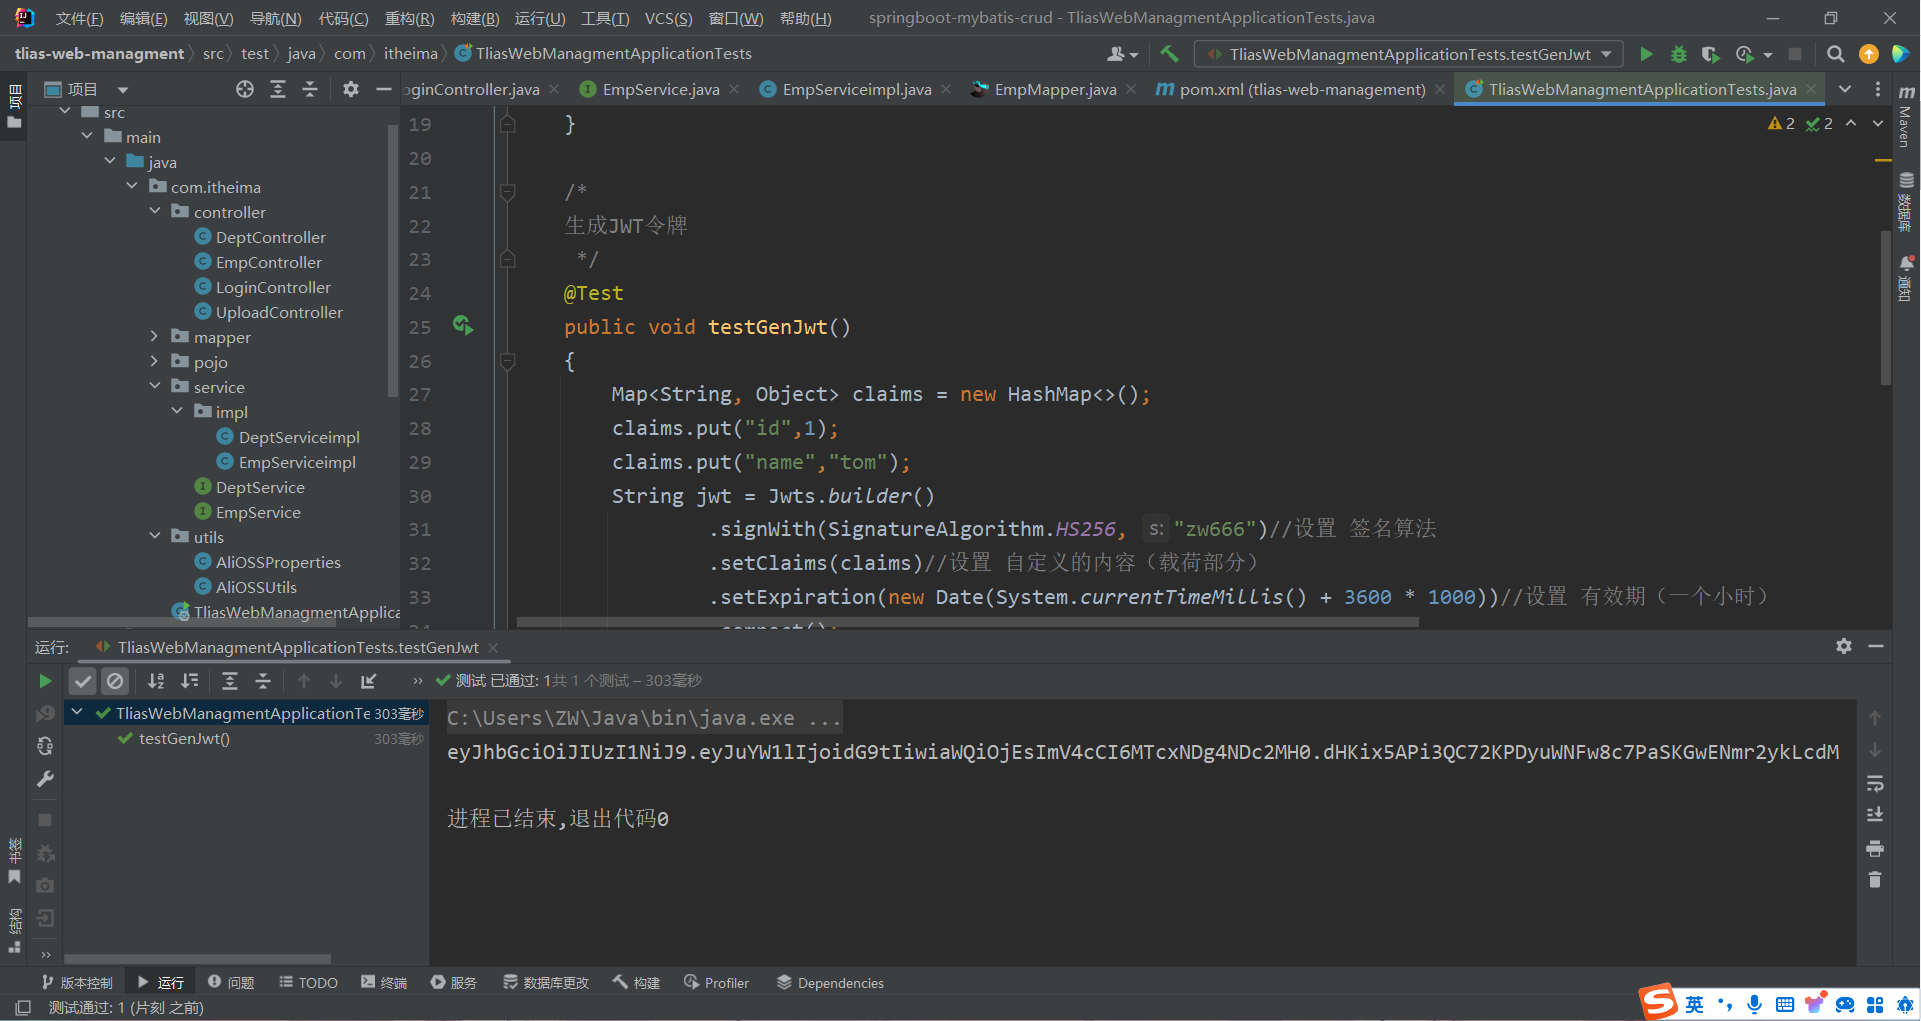 文件(F) 编辑(E) 视图(V) 导航(N) 代码(C) 重构(R) 构建(B) 运行(U) 工具(T) VCS(S) 窗口(W) 帮助(H) springboot-mybatis-crud - TliasWebManagmentApplicationTests.java
tlias-web-managment src test java com itheima TliasWebManagmentApplicationTests TliasWebManagmentApplicationTests.testGenJwt
项目 oginController.java EmpService.java EmpServiceimpl.java EmpMapper.java pom.xml (tlias-web-management) TliasWebManagmentApplicationTests.java
项目
src
main
java
com.itheima
controller
DeptController
EmpController
LoginController
UploadController
mapper
pojo
service
impl
DeptServiceimpl
EmpServiceimpl
DeptService
EmpService
utils
AliOSSProperties
AliOSSUtils
TliasWebManagmentApplica
19 }
20
21 /*
22 生成JWT令牌
23 */
24 @Test
25 public void testGenJwt()
26 {
27 Map<String, Object> claims = new HashMap<>();
28 claims.put("id",1);
29 claims.put("name","tom");
30 String jwt = Jwts.builder()
31 .signWith(SignatureAlgorithm.HS256, s: "zw666")//设置 签名算法
32 .setClaims(claims)//设置 自定义的内容（载荷部分）
33 .setExpiration(new Date(System.currentTimeMillis() + 3600 * 1000))//设置 有效期（一个小时）
34 .compact();
2 2
Maven
数据库
通知
运行: TliasWebManagmentApplicationTests.testGenJwt
测试 已通过: 1共 1 个测试 – 303毫秒
TliasWebManagmentApplicationTe 303毫秒
testGenJwt() 303毫秒
C:\Users\ZW\Java\bin\java.exe ...
eyJhbGciOiJIUzI1NiJ9.eyJuYW1lIjoidG9tIiwiaWQiOjEsImV4cCI6MTcxNDg4NDc2MH0.dHKix5APi3QC72KPDyuWNFw8c7PaSKGwENmr2ykLcdM
进程已结束,退出代码0
书签
结构
版本控制 运行 问题 TODO 终端 服务 数据库更改 构建 Profiler Dependencies
测试通过: 1 (片刻 之前)
英